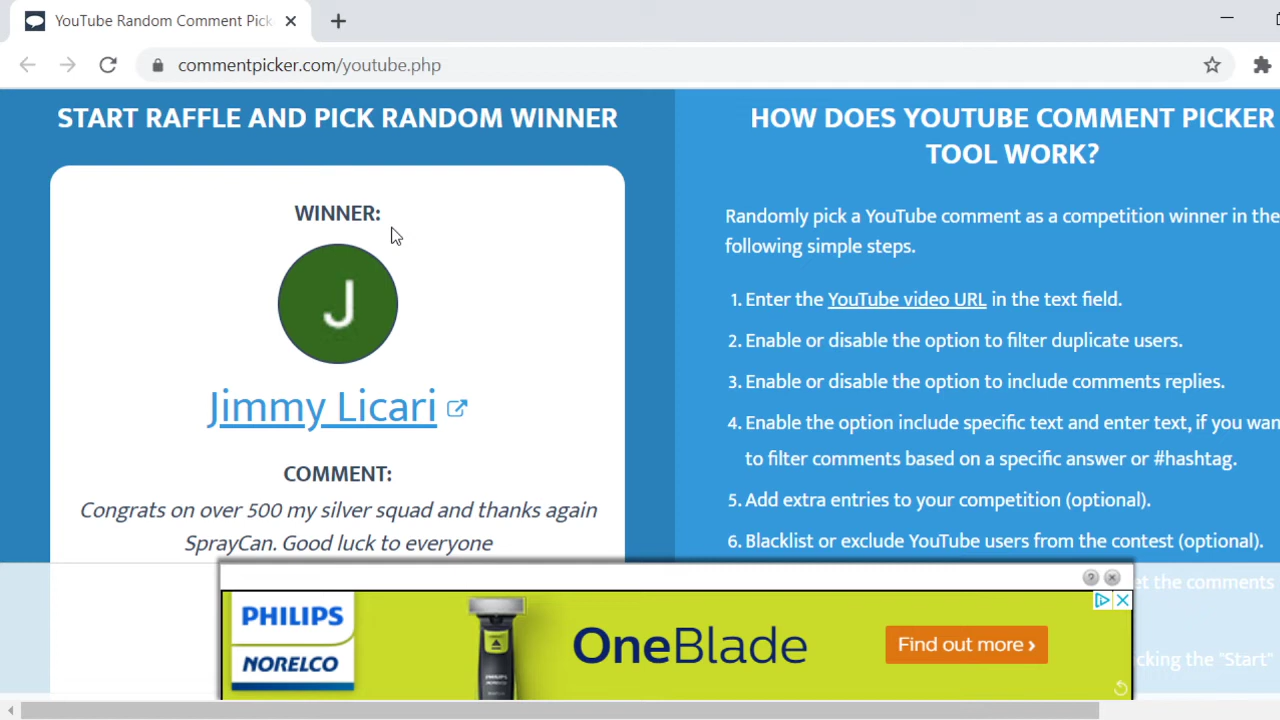 YouTube Random Comment Pick
commentpicker.com/youtube.php
START RAFFLE AND PICK RANDOM WINNER
WINNER:
J
Jimmy Licari
COMMENT:
Congrats on over 500 my silver squad and thanks again
SprayCan. Good luck to everyone
HOW DOES YOUTUBE COMMENT PICKER
TOOL WORK?
Randomly pick a YouTube comment as a competition winner in the
following simple steps.
1. Enter the YouTube video URL in the text field.
2. Enable or disable the option to filter duplicate users.
3. Enable or disable the option to include comments replies.
4. Enable the option include specific text and enter text, if you wan
to filter comments based on a specific answer or #hashtag.
5. Add extra entries to your competition (optional).
6. Blacklist or exclude YouTube users from the contest (optional).
et the comments
cking the "Start"
PHILIPS
NORELCO
OneBlade
Find out more ›